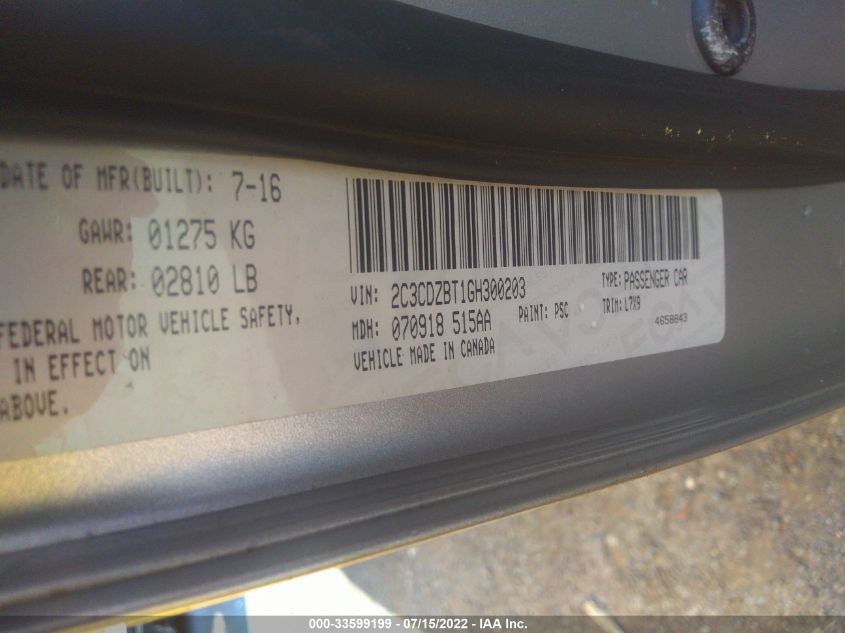 DATE OF MFR(BUILT): 7-16
GAWR: 01275 KG
REAR: 02810 LB
FEDERAL MOTOR VEHICLE SAFETY,
IN EFFECT ON
ABOVE.
VIN: 2C3CDZBT1GH300203
TYPE: PASSENGER CAR
MDH: 070918 515AA
PAINT: PSC
TRIM: L7X9
VEHICLE MADE IN CANADA
4658843
000-33599199 - 07/15/2022 - IAA Inc.